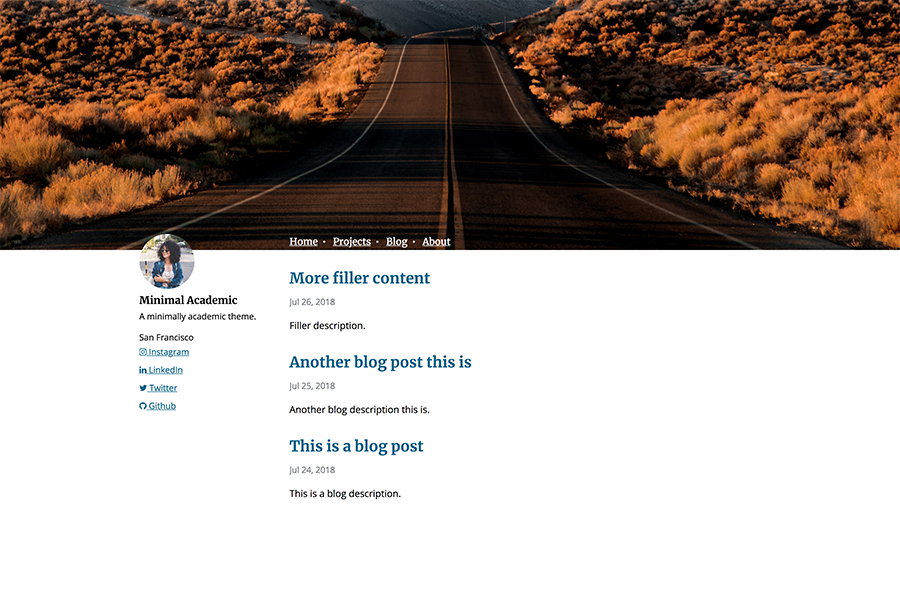 Home · Projects · Blog · About
Minimal Academic
A minimally academic theme.
San Francisco
Instagram
LinkedIn
Twitter
Github
More filler content
Jul 26, 2018
Filler description.
Another blog post this is
Jul 25, 2018
Another blog description this is.
This is a blog post
Jul 24, 2018
This is a blog description.